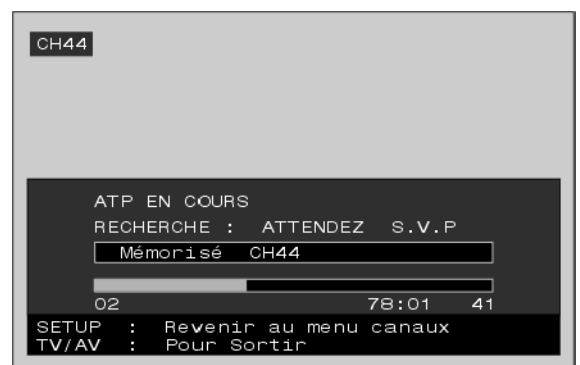 CH44
ATP EN COURS
RECHERCHE : ATTENDEZ S.V.P
Mémorisé CH44
02 78:01 41
SETUP : Revenir au menu canaux
TV/AV : Pour Sortir